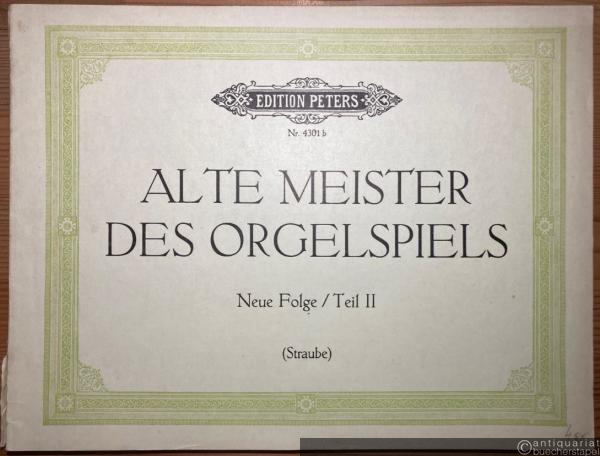 EDITION PETERS
Nr. 4301 b
ALTE MEISTER
DES ORGELSPIELS
Neue Folge / Teil II
(Straube)
antiquariat
buecherstapel